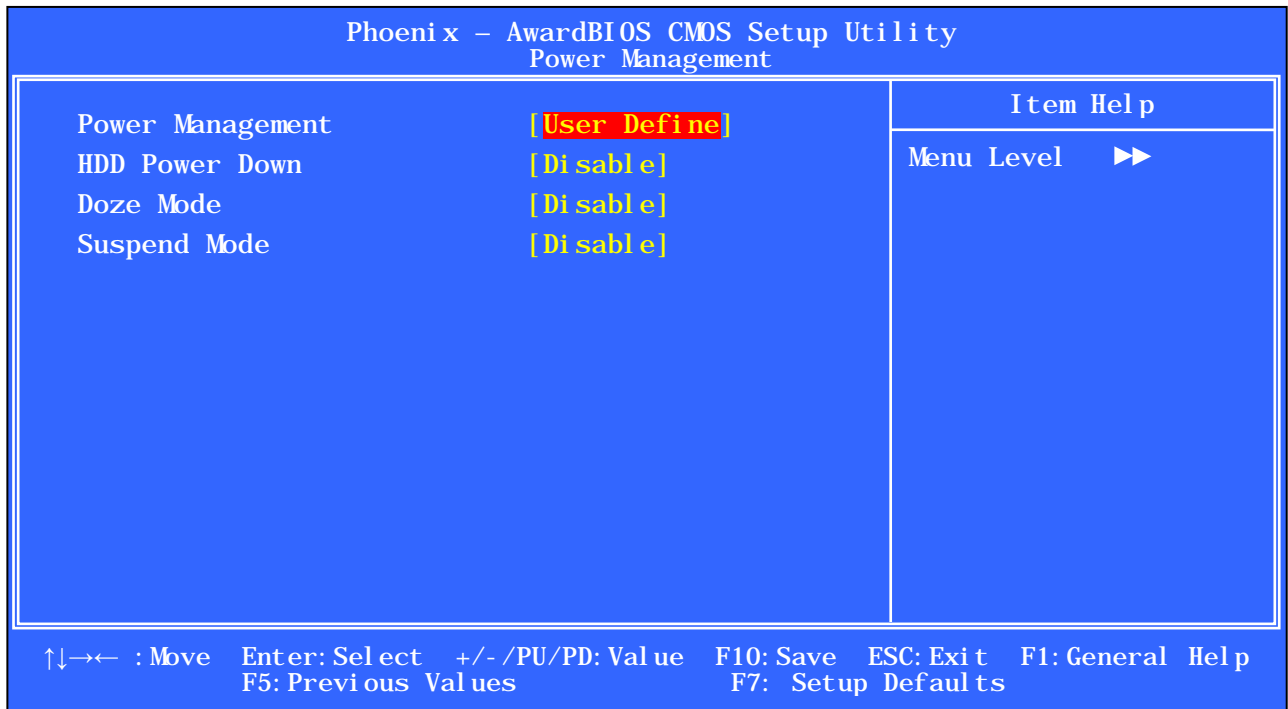 Phoenix – AwardBIOS CMOS Setup Utility
Power Management
Power Management [User Define]
HDD Power Down [Disable]
Doze Mode [Disable]
Suspend Mode [Disable]
Item Help
Menu Level ►►
↑↓→← :Move Enter:Select +/-/PU/PD:Value F10:Save ESC:Exit F1:General Help
F5:Previous Values F7: Setup Defaults